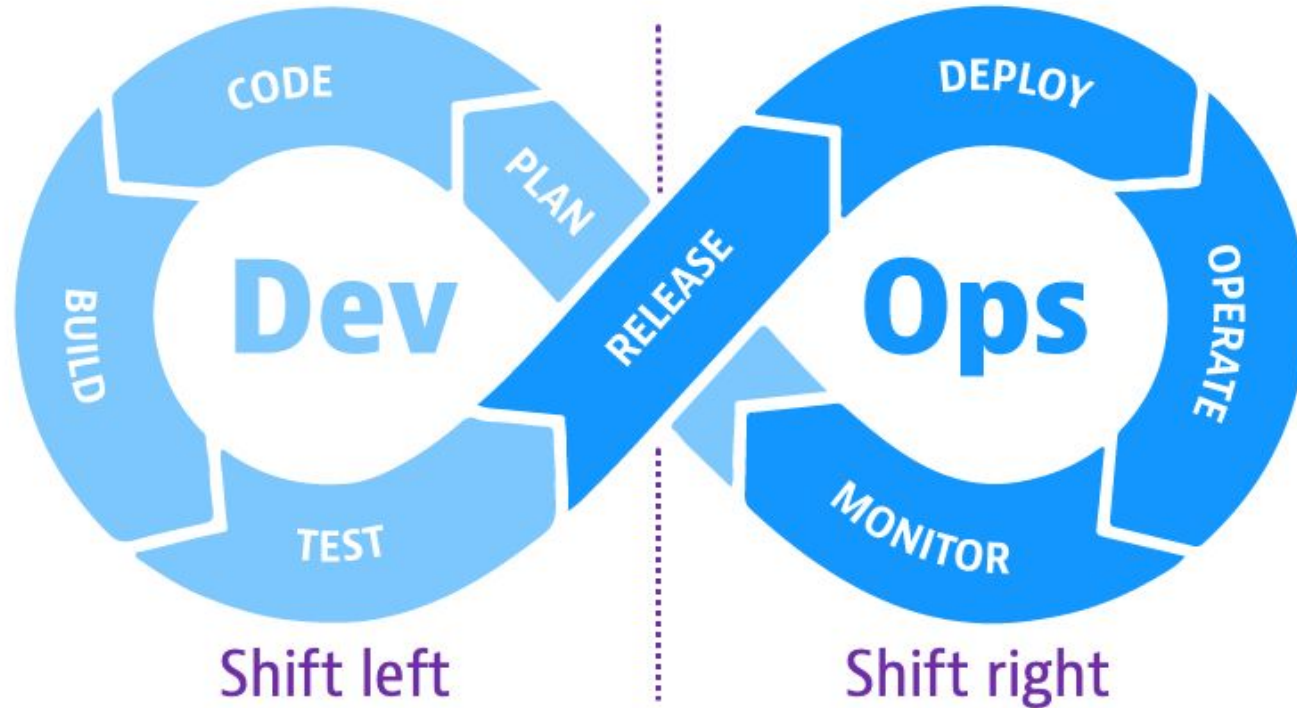 CODE
DEPLOY
PLAN
Dev
Ops
RELEASE
BUILD
OPERATE
TEST
MONITOR
Shift left
Shift right